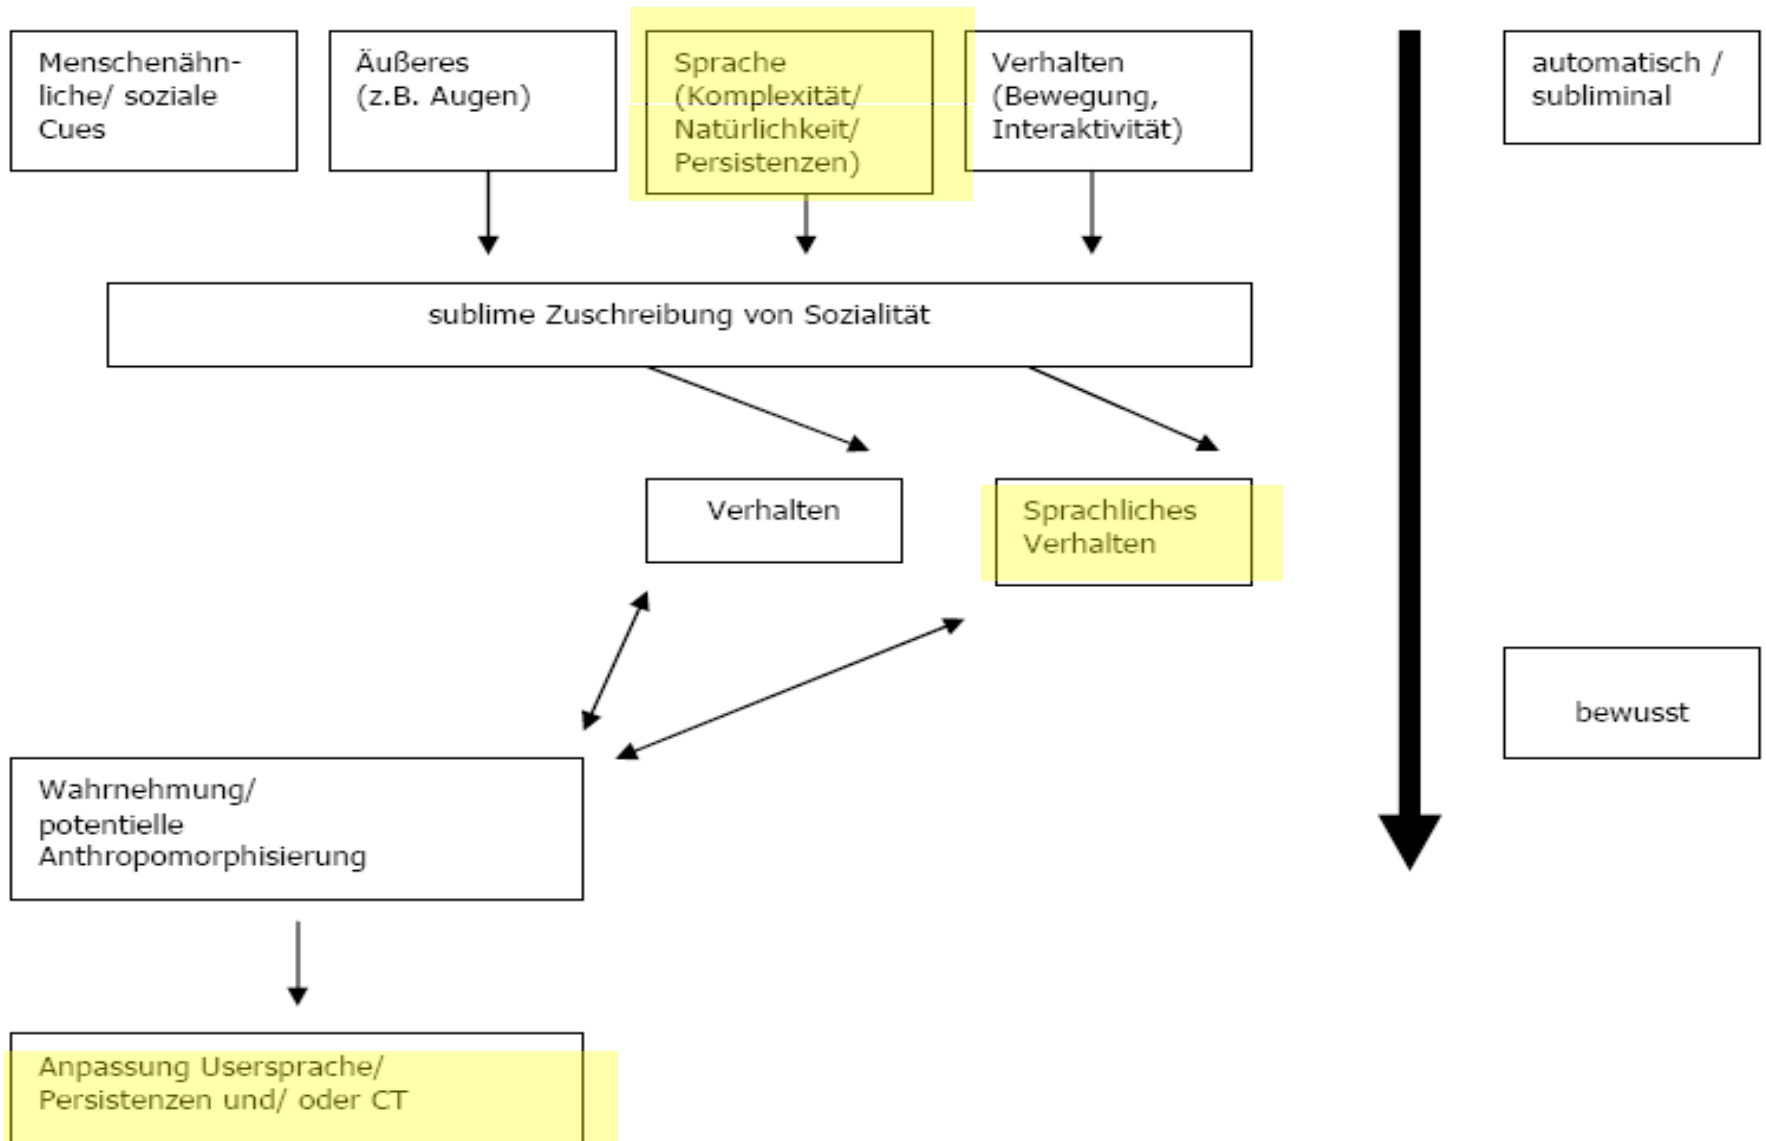 Menschenähn-
liche/ soziale
Cues
Äußeres
(z.B. Augen)
Sprache
(Komplexität/
Natürlichkeit/
Persistenzen)
Verhalten
(Bewegung,
Interaktivität)
automatisch /
subliminal
sublime Zuschreibung von Sozialität
Verhalten
Sprachliches
Verhalten
bewusst
Wahrnehmung/
potentielle
Anthropomorphisierung
Anpassung Usersprache/
Persistenzen und/ oder CT